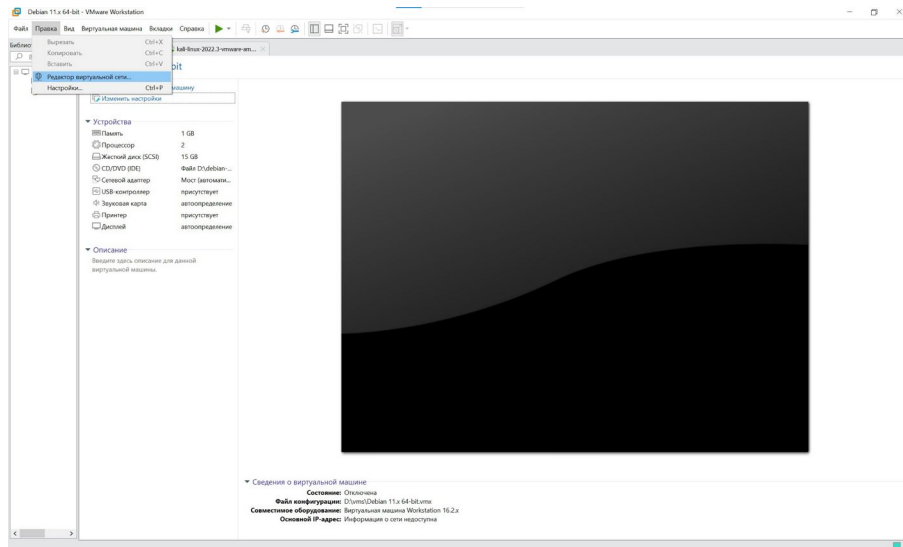 Debian 11.x 64-bit - VMware Workstation
Файл Правка Вид Виртуальная машина Вкладки Справка
Вырезать Ctrl+X
Копировать Ctrl+C
Вставить Ctrl+V
Редактор виртуальной сети...
Настройки... Ctrl+P
kali-linux-2022.3-vmware-am...
Изменить настройки
Устройства
Память 1 GB
Процессор 2
Жесткий диск (SCSI) 15 GB
CD/DVD (IDE) Файл D:\debian-...
Сетевой адаптер Мост (автомати...
USB-контроллер присутствует
Звуковая карта автоопределение
Принтер присутствует
Дисплей автоопределение
Описание
Введите здесь описание для данной
виртуальной машины.
Сведения о виртуальной машине
Состояние: Отключена
Файл конфигурации: D:\vms\Debian 11.x 64-bit.vmx
Совместимое оборудование: Виртуальная машина Workstation 16.2.x
Основной IP-адрес: Информация о сети недоступна